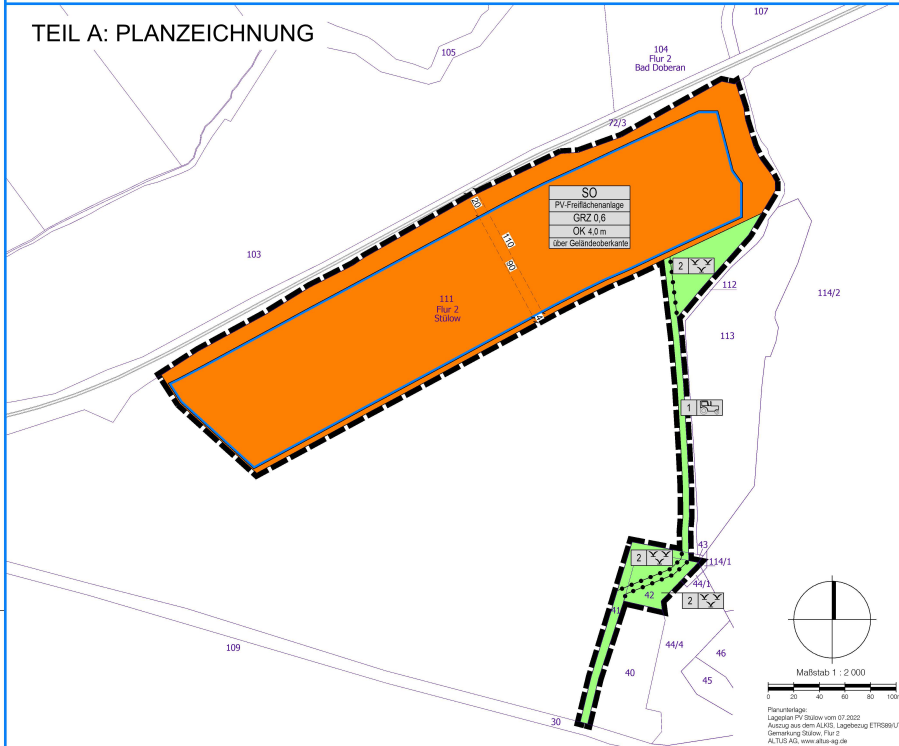 TEIL A: PLANZEICHNUNG
107
105
104
Flur 2
Bad Doberan
72/3
SO
PV-Freiflächenanlage
GRZ 0,6
OK 4,0 m
über Geländeoberkante
20
110
90
4
103
111
Flur 2
Stülow
2
112
114/2
113
1
43
2
114/1
44/1
2
42
41
109
44/4
46
40
45
30
Maßstab 1 : 2 000
0 20 40 60 80 100m
Planunterlage:
Lageplan PV Stülow vom 07.2022
Auszug aus dem ALKIS, Lagebezug ETRS89/U
Gemarkung Stülow, Flur 2
ALTUS AG, www.altus-ag.de